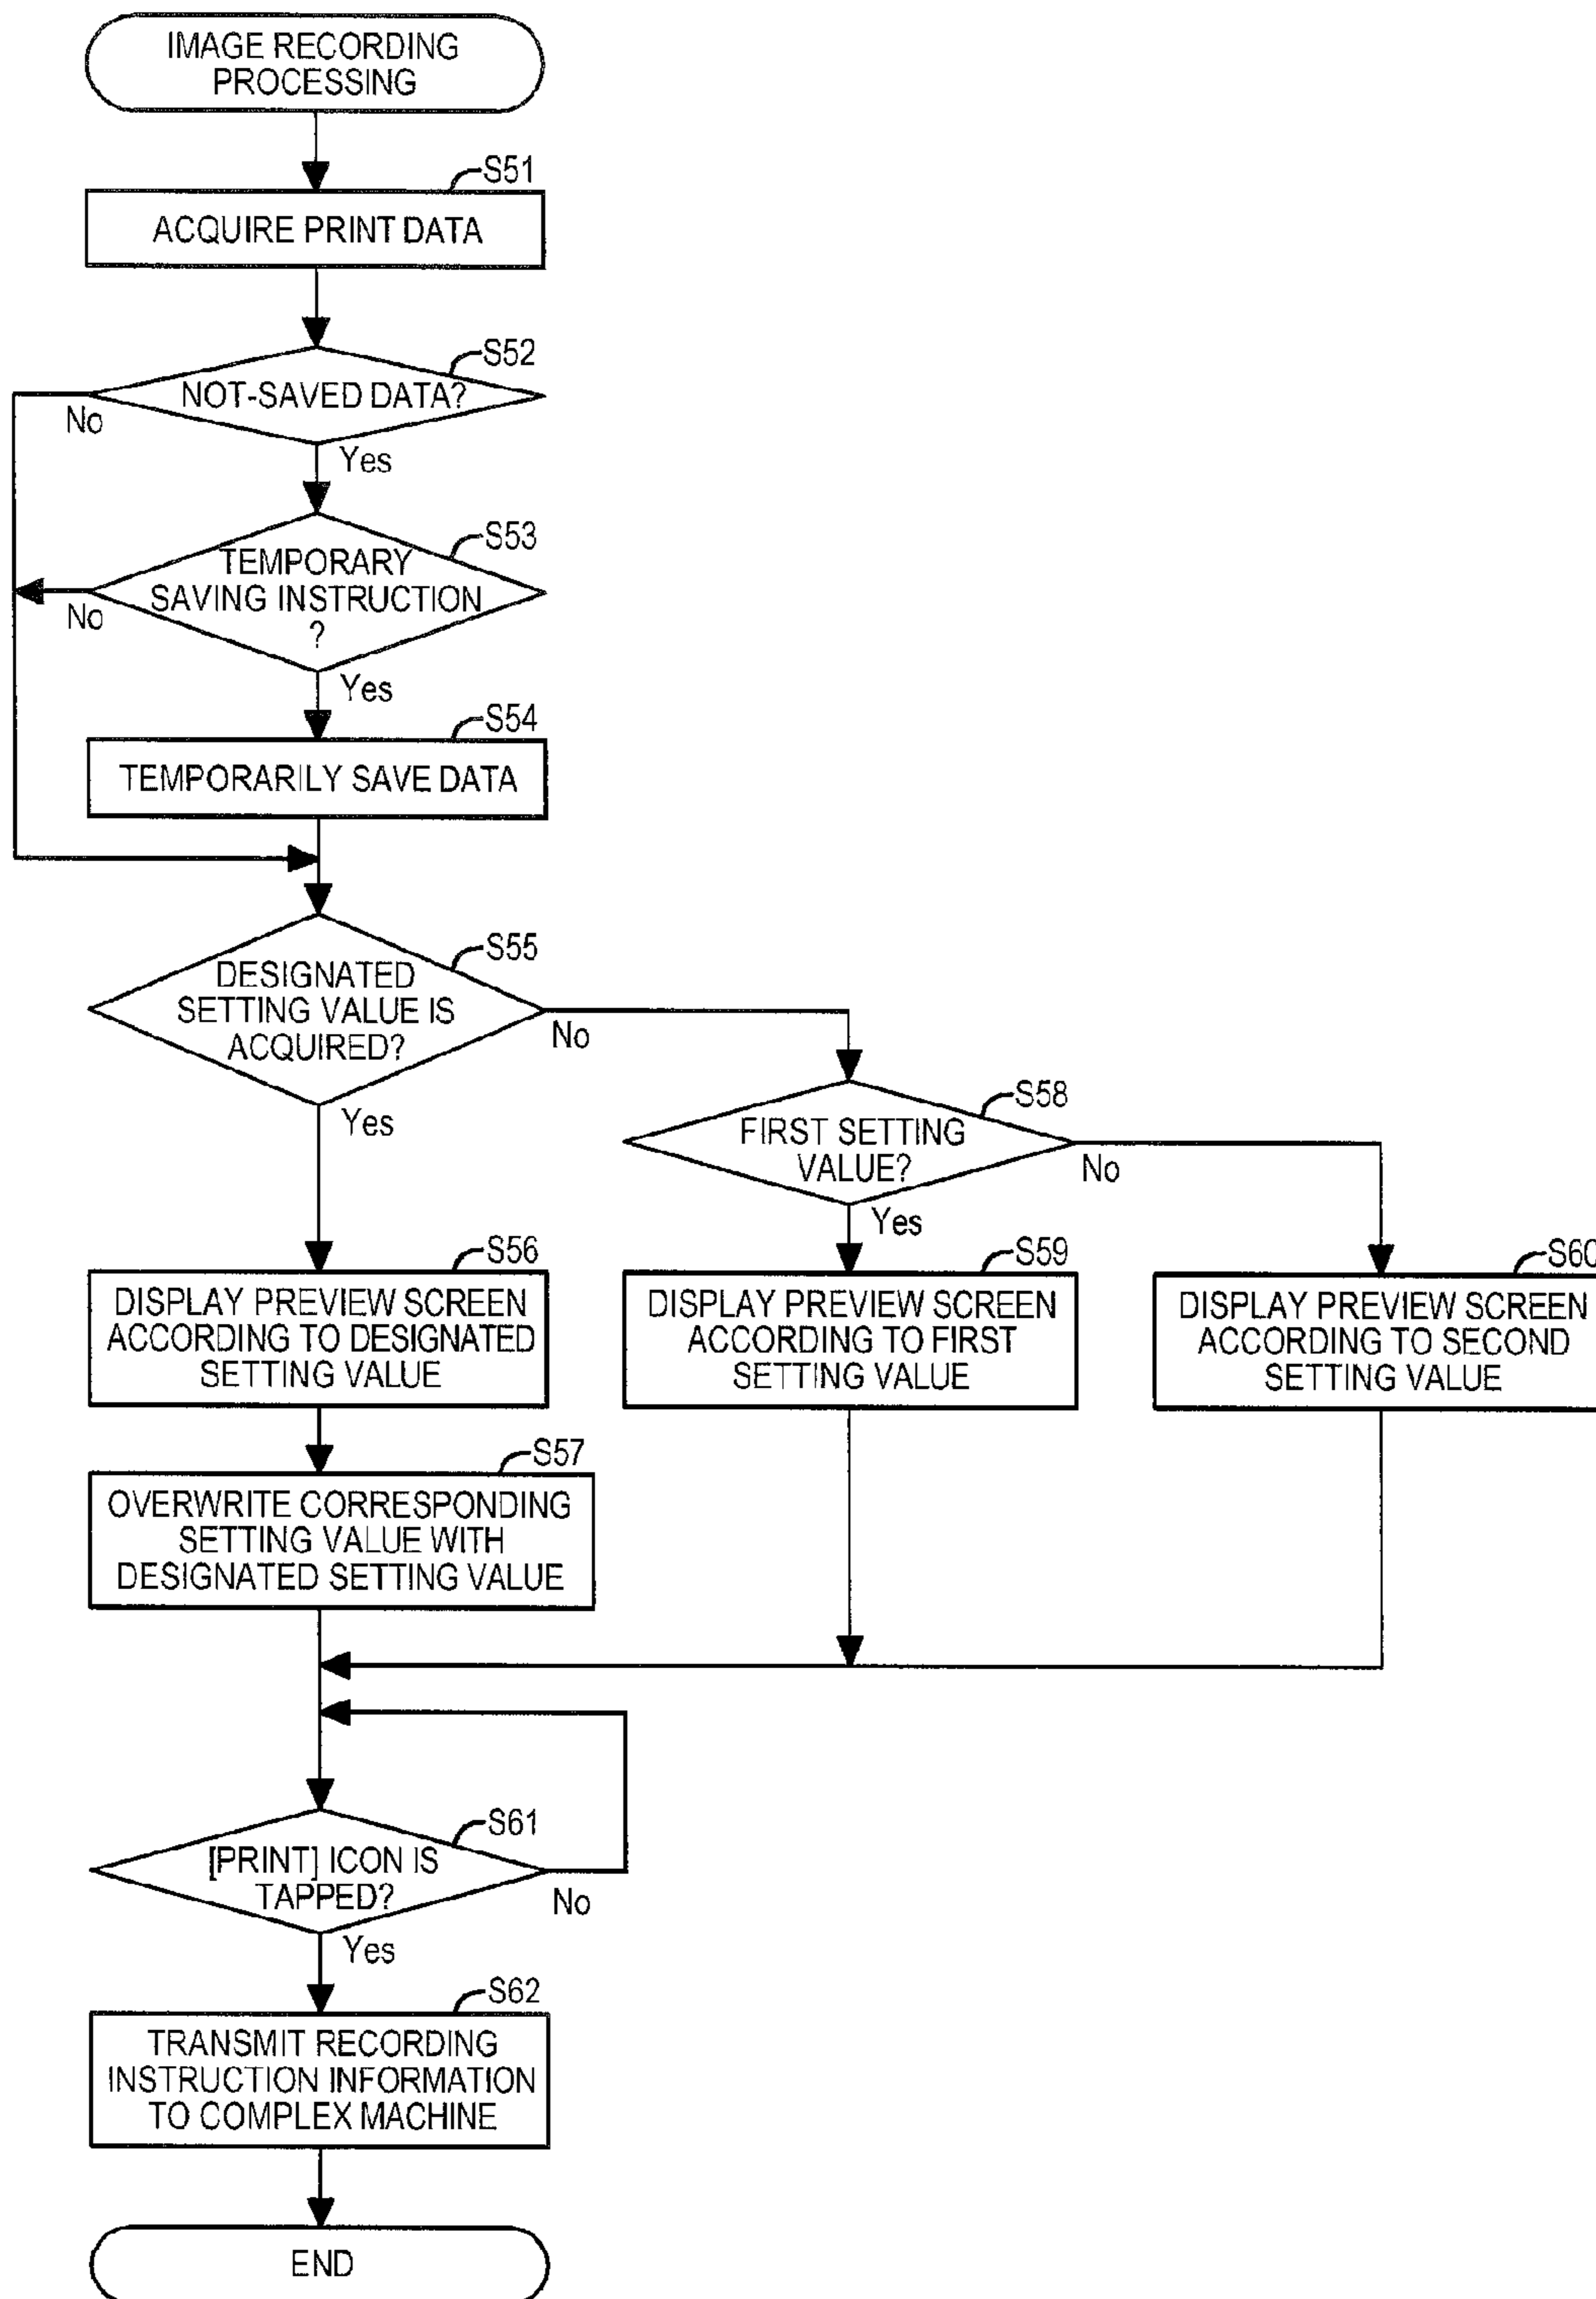 IMAGE RECORDING
PROCESSING
S51
ACQUIRE PRINT DATA
S52
NOT-SAVED DATA?
No
Yes
S53
TEMPORARY
SAVING INSTRUCTION
?
No
Yes
S54
TEMPORARILY SAVE DATA
S55
DESIGNATED
SETTING VALUE IS
ACQUIRED?
No
Yes
S58
FIRST SETTING
VALUE?
No
Yes
S56
DISPLAY PREVIEW SCREEN
ACCORDING TO DESIGNATED
SETTING VALUE
S59
DISPLAY PREVIEW SCREEN
ACCORDING TO FIRST
SETTING VALUE
S60
DISPLAY PREVIEW SCREEN
ACCORDING TO SECOND
SETTING VALUE
S57
OVERWRITE CORRESPONDING
SETTING VALUE WITH
DESIGNATED SETTING VALUE
S61
[PRINT] ICON IS
TAPPED?
No
Yes
S62
TRANSMIT RECORDING
INSTRUCTION INFORMATION
TO COMPLEX MACHINE
END